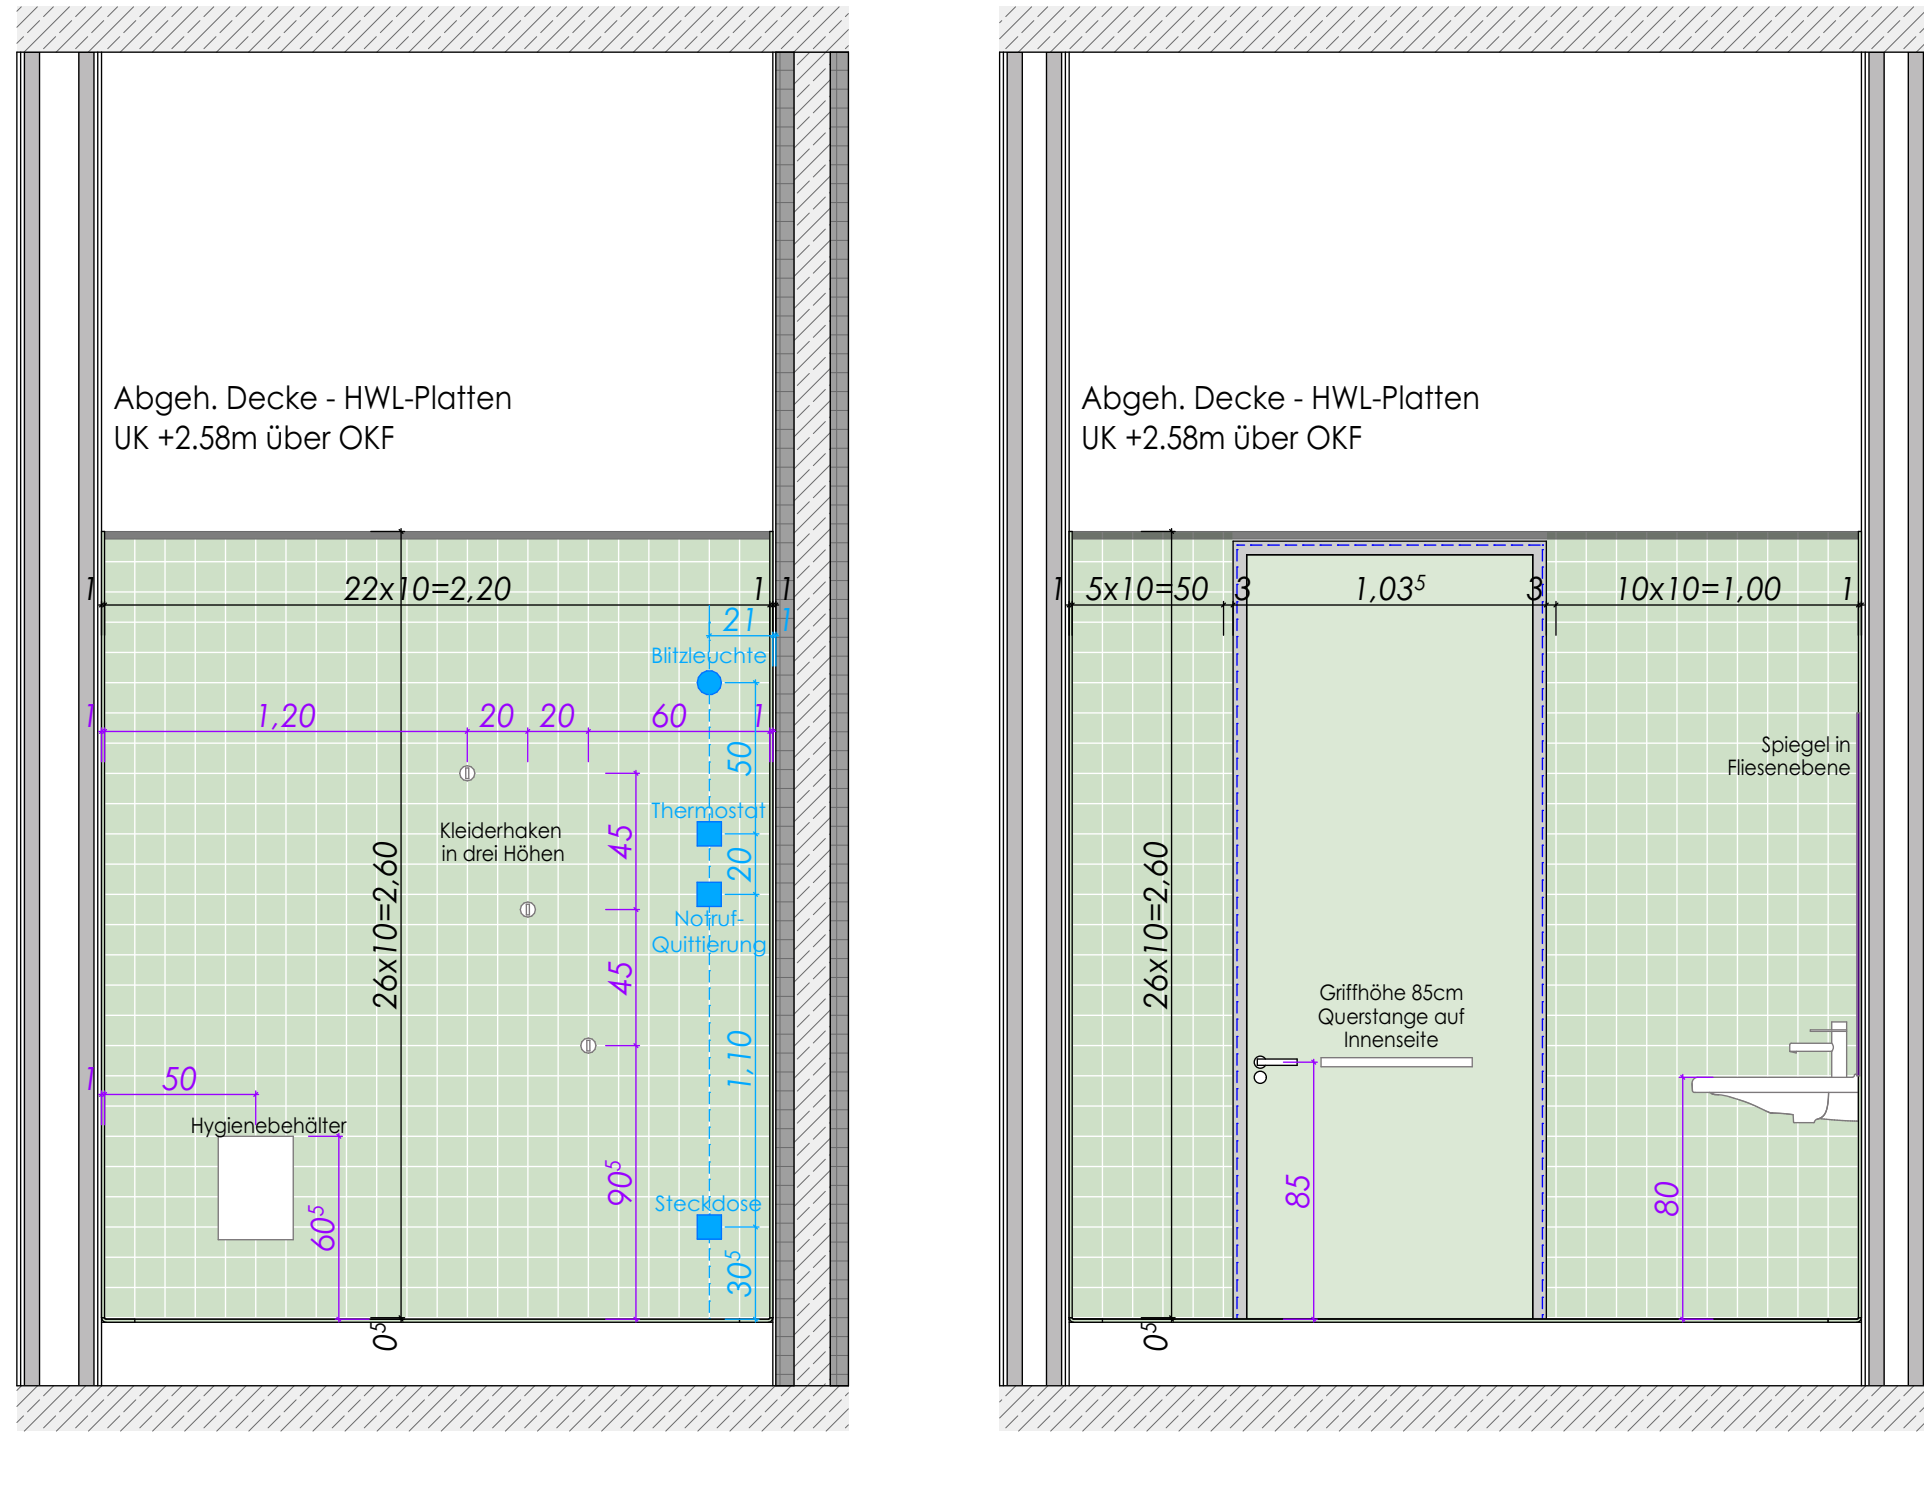 Abgeh. Decke - HWL-Platten
UK +2.58m über OKF
1
22x10=2,20
1
1
21
1
Blitzleuchte
1
1,20
20
20
60
1
50
Thermostat
Kleiderhaken
in drei Höhen
45
20
26x10=2,60
Notruf-
Quittierung
45
1,10
1
50
Hygienebehälter
60⁵
90⁵
Steckdose
30⁵
0⁵
Abgeh. Decke - HWL-Platten
UK +2.58m über OKF
1
5x10=50
3
1,03⁵
3
10x10=1,00
1
Spiegel in
Fliesenebene
26x10=2,60
Griffhöhe 85cm
Querstange auf
Innenseite
85
80
0⁵